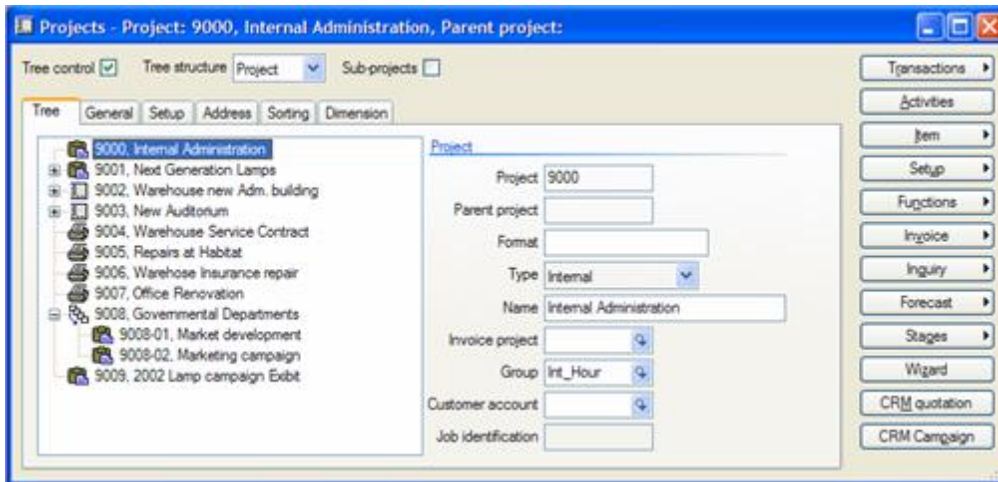 Projects - Project: 9000, Internal Administration, Parent project:
Tree control Tree structure Project Sub-projects
Tree General Setup Address Sorting Dimension
9000, Internal Administration
9001, Next Generation Lamps
9002, Warehouse new Adm. building
9003, New Auditorium
9004, Warehouse Service Contract
9005, Repairs at Habitat
9006, Warehose Insurance repair
9007, Office Renovation
9008, Governmental Departments
9008-01, Market development
9008-02, Marketing campaign
9009, 2002 Lamp campaign Exibit
Project
Project 9000
Parent project
Format
Type Internal
Name Internal Administration
Invoice project
Group Int_Hour
Customer account
Job identification
Transactions
Activities
Item
Setup
Functions
Invoice
Inquiry
Forecast
Stages
Wizard
CRM quotation
CRM Campaign